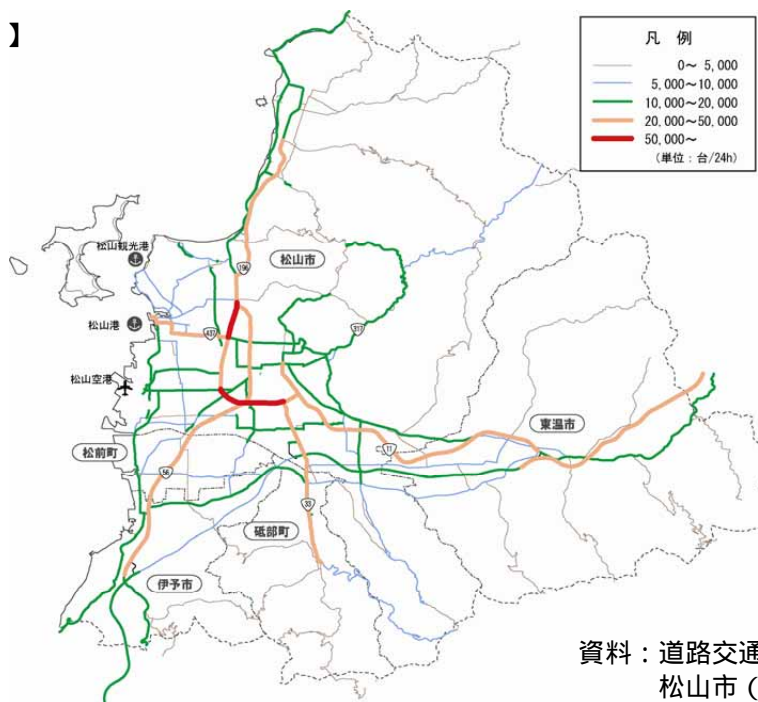 】
凡 例
0～ 5,000
5,000～10,000
10,000～20,000
20,000～50,000
50,000～
(単位：台/24h)
松山観光港
松山市
196
松山港
437
317
松山空港
東温市
松前町
11
56
33
砥部町
伊予市
資料：道路交通
松山市（